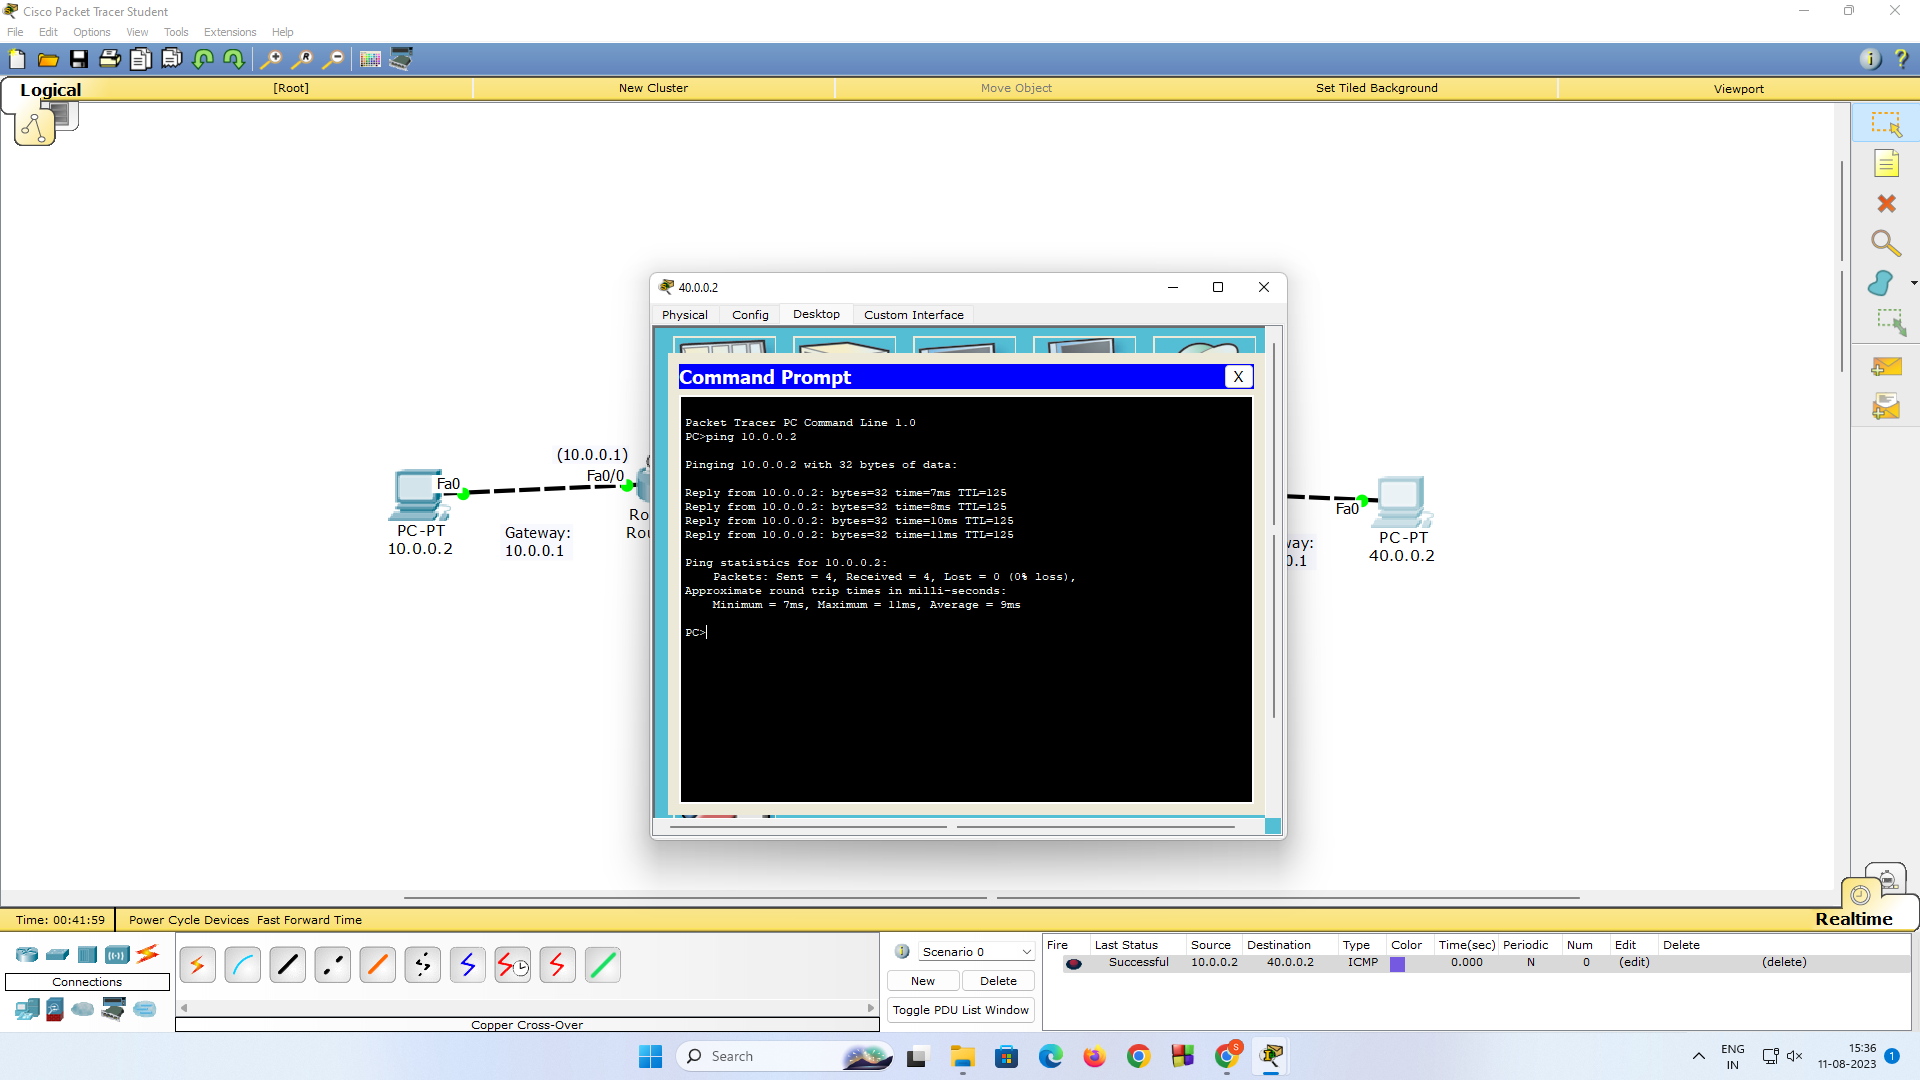 Cisco Packet Tracer Student
File Edit Options View Tools Extensions Help
Logical [Root] New Cluster Move Object Set Tiled Background Viewport
40.0.0.2
Physical Config Desktop Custom Interface
Command Prompt X
Packet Tracer PC Command Line 1.0
PC>ping 10.0.0.2
Pinging 10.0.0.2 with 32 bytes of data:
Reply from 10.0.0.2: bytes=32 time=7ms TTL=125
Reply from 10.0.0.2: bytes=32 time=8ms TTL=125
Reply from 10.0.0.2: bytes=32 time=10ms TTL=125
Reply from 10.0.0.2: bytes=32 time=11ms TTL=125
Ping statistics for 10.0.0.2:
Packets: Sent = 4, Received = 4, Lost = 0 (0% loss),
Approximate round trip times in milli-seconds:
Minimum = 7ms, Maximum = 11ms, Average = 9ms
PC>
(10.0.0.1)
Fa0 Fa0/0
PC-PT
10.0.0.2
Gateway:
10.0.0.1
Ro
Rou
Fa0
PC-PT
40.0.0.2
way:
0.1
Time: 00:41:59 Power Cycle Devices Fast Forward Time Realtime
Connections
Copper Cross-Over
Scenario 0
New Delete
Toggle PDU List Window
Fire Last Status Source Destination Type Color Time(sec) Periodic Num Edit Delete
Successful 10.0.0.2 40.0.0.2 ICMP 0.000 N 0 (edit) (delete)
Search
S
ENG
IN
15:36
11-08-2023
1